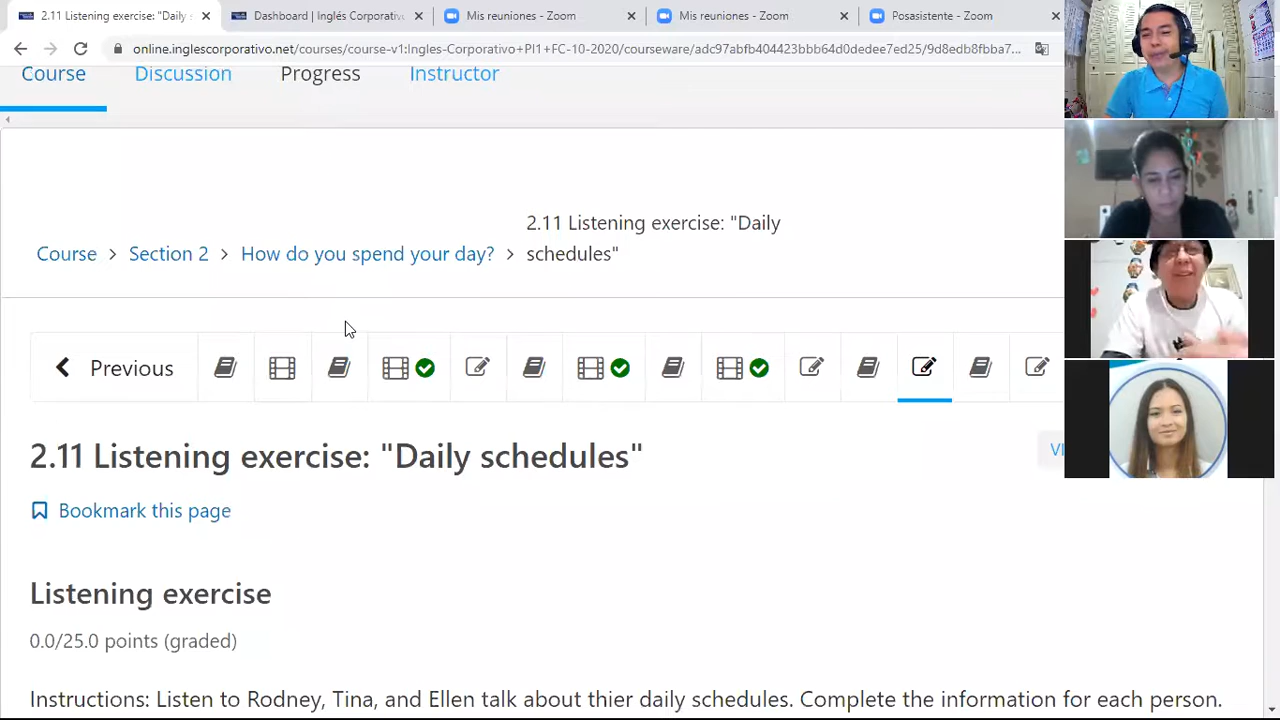 2.11 Listening exercise: "Daily
Dashboard | Inglés Corporativ
Mis reuniones - Zoom
Mis reuniones - Zoom
Posasistente - Zoom
online.inglescorporativo.net/courses/course-v1:Ingles-Corporativo+PI1+FC-10-2020/courseware/adc97abfb404423bbb64d0de4ee7ed25/9d8edb8fbba7...
Course
Discussion
Progress
Instructor
Course > Section 2 > How do you spend your day? > 2.11 Listening exercise: "Daily
schedules"
Previous
2.11 Listening exercise: "Daily schedules"
VI
Bookmark this page
Listening exercise
0.0/25.0 points (graded)
Instructions: Listen to Rodney, Tina, and Ellen talk about thier daily schedules. Complete the information for each person.